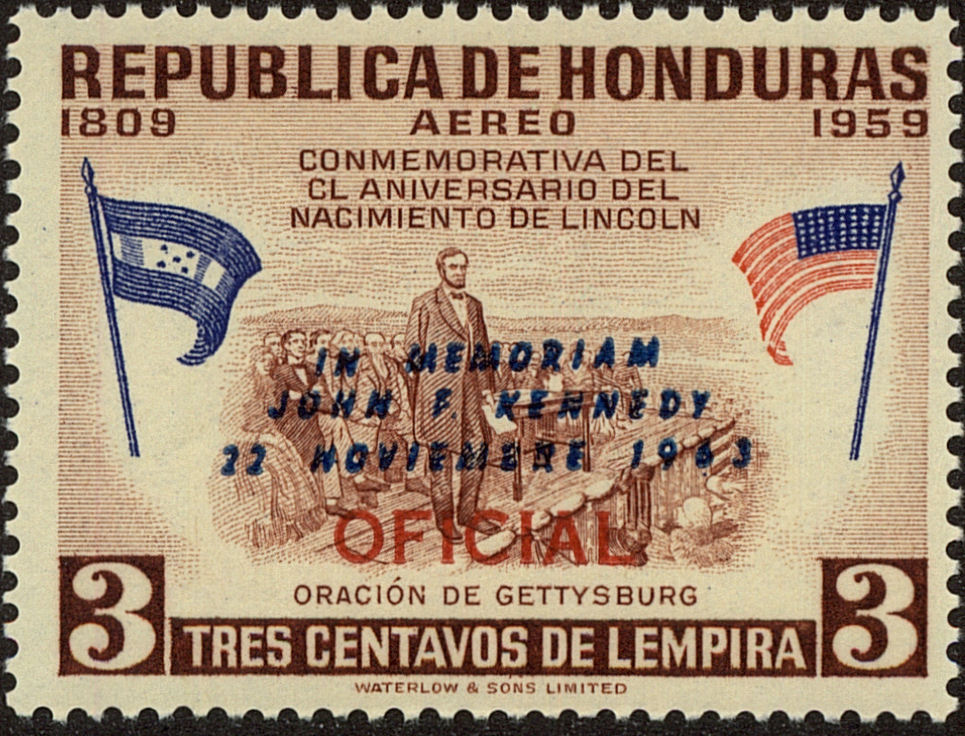 REPUBLICA DE HONDURAS
1809 AEREO 1959
CONMEMORATIVA DEL
CL ANIVERSARIO DEL
NACIMIENTO DE LINCOLN
IN MEMORIAM
JOHN F. KENNEDY
22 NOVIEMBRE 1963
OFICIAL
ORACIÓN DE GETTYSBURG
3 TRES CENTAVOS DE LEMPIRA 3
WATERLOW & SONS LIMITED